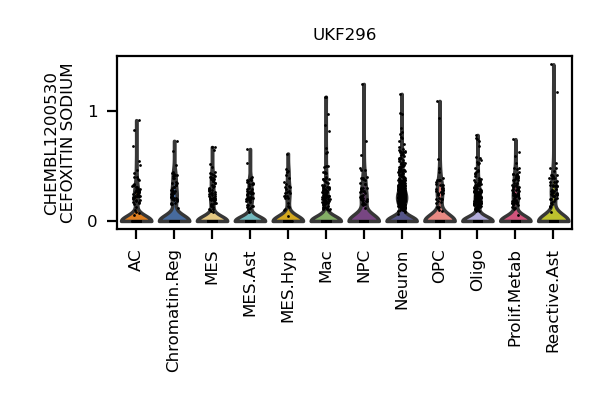 UKF296
CHEMBL1200530
CEFOXITIN SODIUM
1
0
AC
Chromatin.Reg
MES
MES.Ast
MES.Hyp
Mac
NPC
Neuron
OPC
Oligo
Prolif.Metab
Reactive.Ast